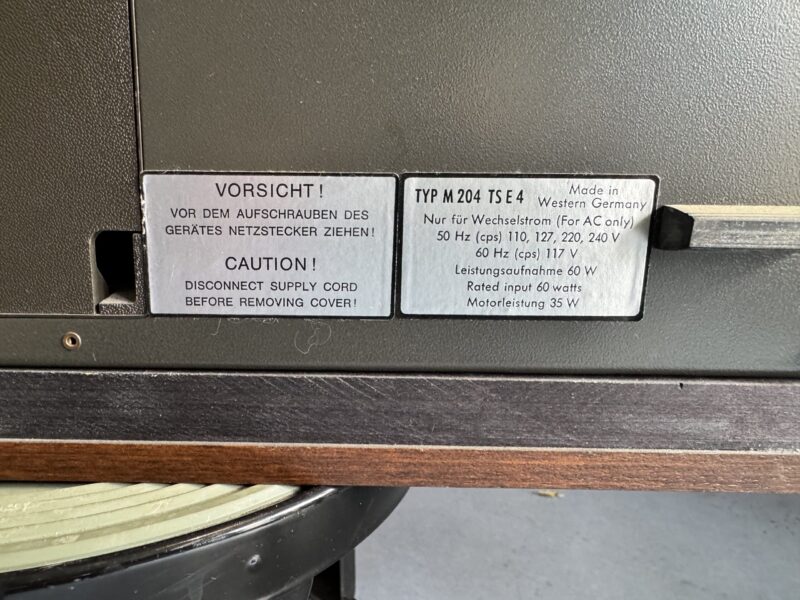 VORSICHT!
VOR DEM AUFSCHRAUBEN DES
GERÄTES NETZSTECKER ZIEHEN!
CAUTION!
DISCONNECT SUPPLY CORD
BEFORE REMOVING COVER!
TYP M 204 TS E 4
Made in
Western Germany
Nur für Wechselstrom (For AC only)
50 Hz (cps) 110, 127, 220, 240 V
60 Hz (cps) 117 V
Leistungsaufnahme 60 W
Rated input 60 watts
Motorleistung 35 W